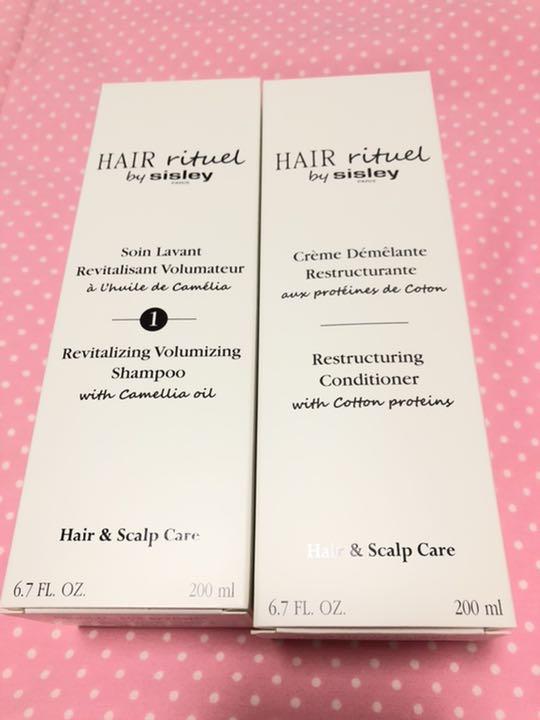 HAIR rituel
by sisley
PARIS
Soin Lavant
Revitalisant Volumateur
à l'huile de Camélia
1
Revitalizing Volumizing
Shampoo
with Camellia oil
Hair & Scalp Care
6.7 FL. OZ. 200 ml
HAIR rituel
by sisley
PARIS
Crème Démêlante
Restructurante
aux protéines de Coton
Restructuring
Conditioner
with Cotton proteins
Hair & Scalp Care
6.7 FL. OZ. 200 ml